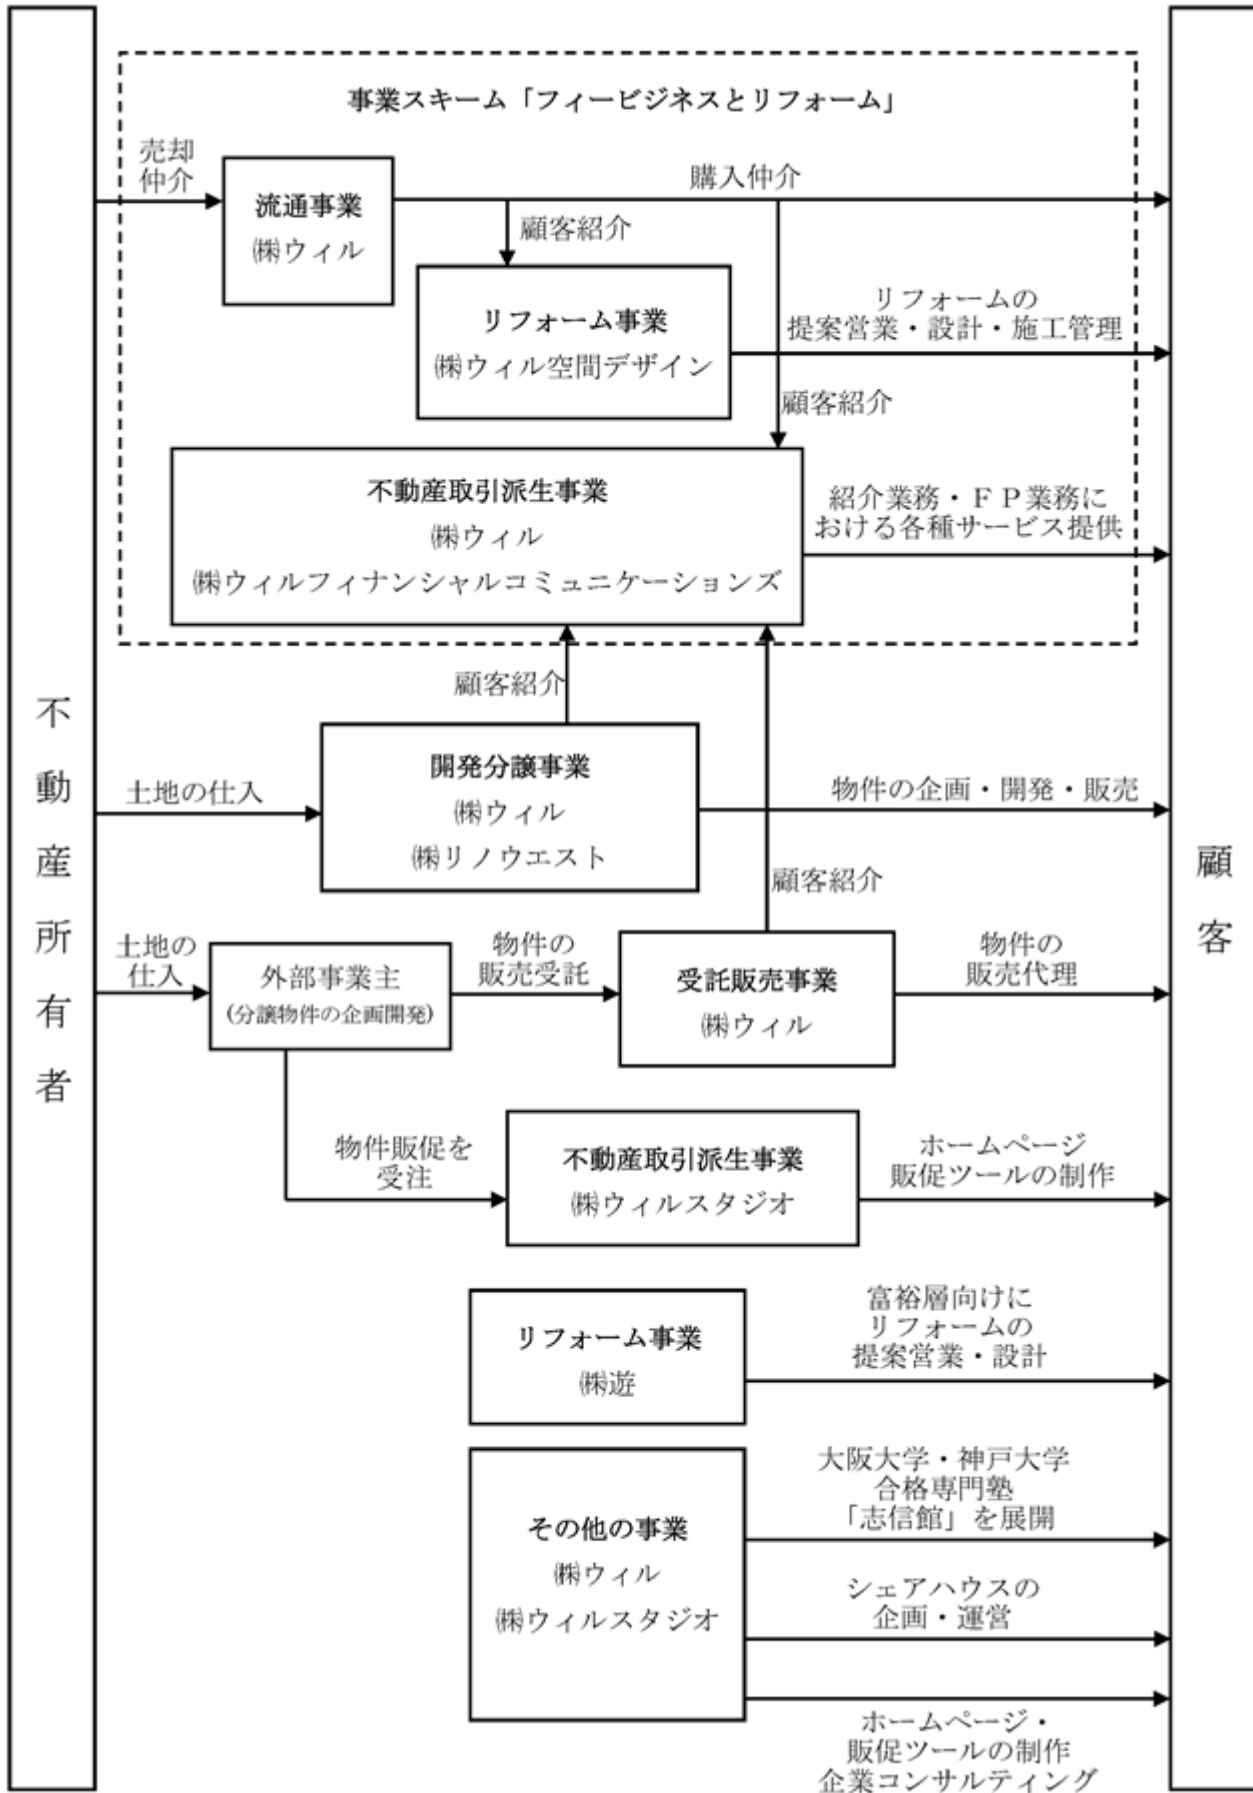 事業スキーム「フィービジネスとリフォーム」
売却
仲介
流通事業
㈱ウィル
購入仲介
顧客紹介
リフォーム事業
㈱ウィル空間デザイン
リフォームの
提案営業・設計・施工管理
顧客紹介
不動産取引派生事業
㈱ウィル
㈱ウィルフィナンシャルコミュニケーションズ
紹介業務・ＦＰ業務に
おける各種サービス提供
顧客紹介
不動産所有者
土地の仕入
開発分譲事業
㈱ウィル
㈱リノウエスト
物件の企画・開発・販売
顧客紹介
顧客
土地の
仕入
外部事業主
(分譲物件の企画開発)
物件の
販売受託
受託販売事業
㈱ウィル
物件の
販売代理
物件販促を
受注
不動産取引派生事業
㈱ウィルスタジオ
ホームページ
販促ツールの制作
リフォーム事業
㈱遊
富裕層向けに
リフォームの
提案営業・設計
その他の事業
㈱ウィル
㈱ウィルスタジオ
大阪大学・神戸大学
合格専門塾
「志信館」を展開
シェアハウスの
企画・運営
ホームページ・
販促ツールの制作
企業コンサルティング